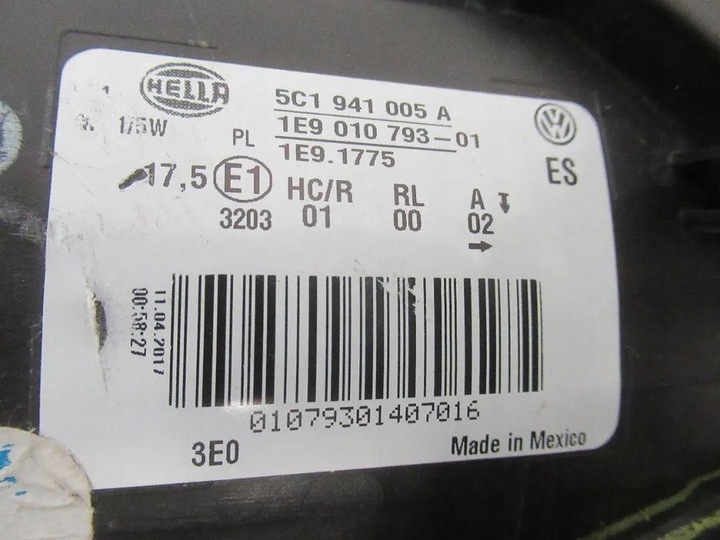 HELLA
5C1 941 005 A
1E9 010 793-01
1/5W
PL
1E9.1775
17,5 E1 HC/R RL A
3203 01 00 02
VW
ES
11.04.2017
00:58:27
01079301407016
3E0
Made in Mexico